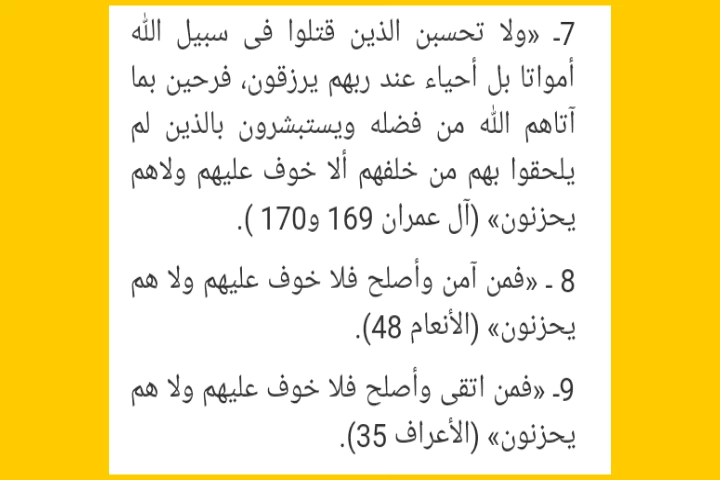 7ـ «ولا تحسبن الذين قتلوا فى سبيل الله
أمواتا بل أحياء عند ربهم يرزقون، فرحين بما
آتاهم الله من فضله ويستبشرون بالذين لم
يلحقوا بهم من خلفهم ألا خوف عليهم ولاهم
يحزنون» (آل عمران 169 و170 ).
8 ـ «فمن آمن وأصلح فلا خوف عليهم ولا هم
يحزنون» (الأنعام 48).
9ـ «فمن اتقى وأصلح فلا خوف عليهم ولا هم
يحزنون» (الأعراف 35).